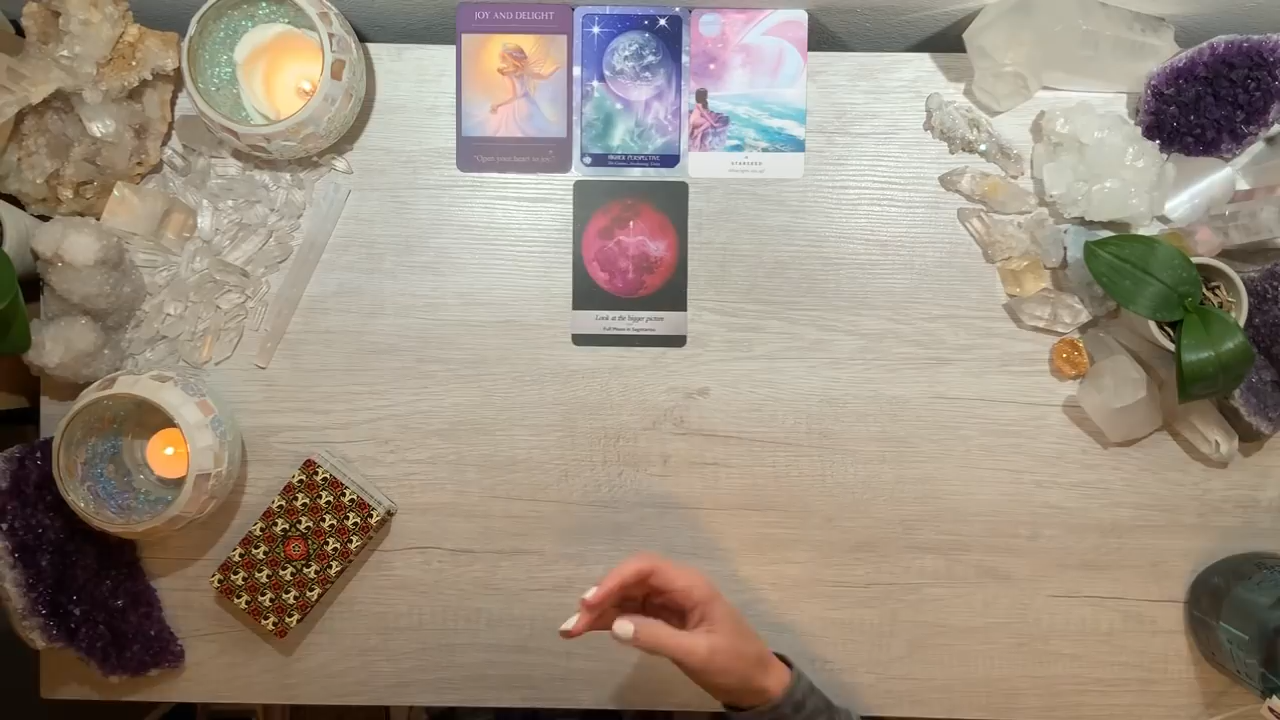 JOY AND DELIGHT
"Open your heart to joy."
HIGHER PERSPECTIVE
A
STARSEED
Look at the bigger picture
Full Moon in Sagittarius